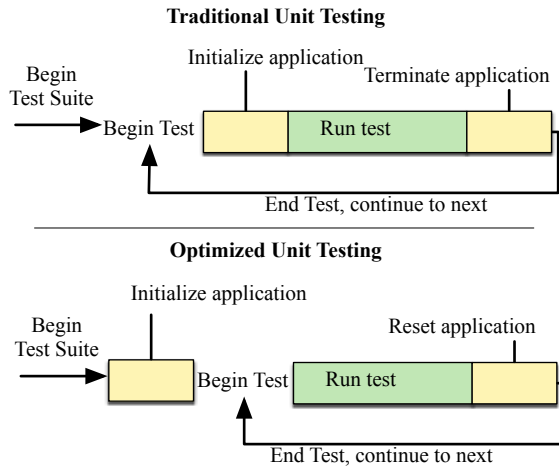 Traditional Unit Testing
Initialize application
Begin
Test Suite
Terminate application
Begin Test
Run test
End Test, continue to next
Optimized Unit Testing
Initialize application
Begin
Test Suite
Reset application
Begin Test
Run test
End Test, continue to next